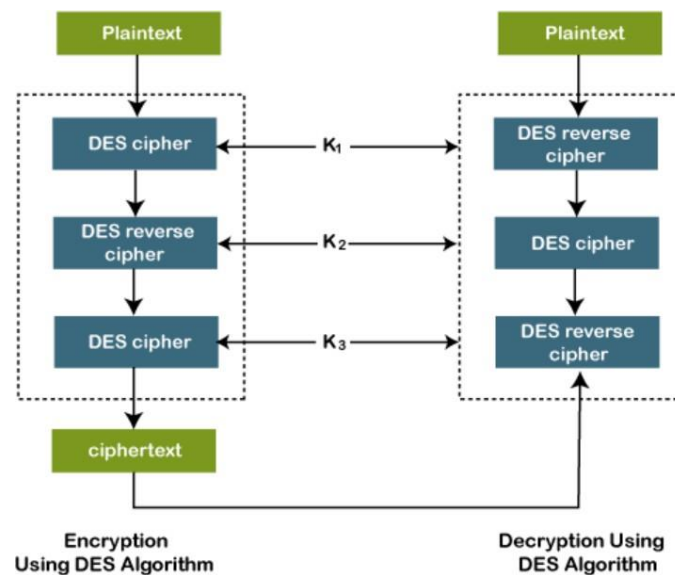 Plaintext
DES cipher
DES reverse
cipher
DES cipher
ciphertext
Encryption
Using DES Algorithm
K₁
K₂
K₃
Plaintext
DES reverse
cipher
DES cipher
DES reverse
cipher
Decryption Using
DES Algorithm